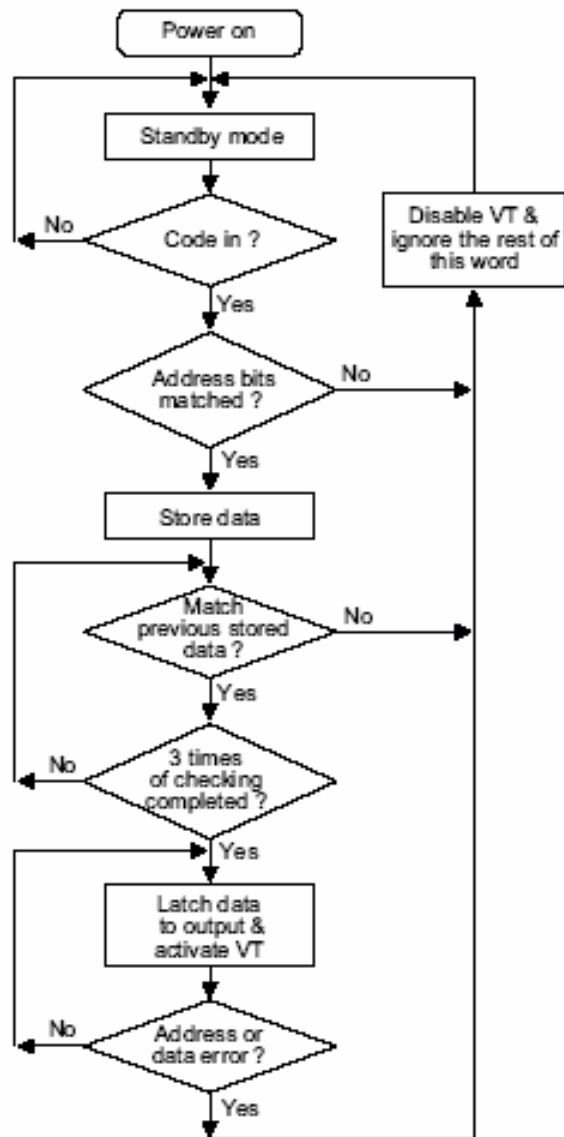 Power on
Standby mode
No
Code in ?
Disable VT &
ignore the rest of
this word
Yes
Address bits
matched ?
No
Yes
Store data
Match
previous stored
data ?
No
Yes
3 times
of checking
completed ?
No
Yes
Latch data
to output &
activate VT
No
Address or
data error ?
Yes